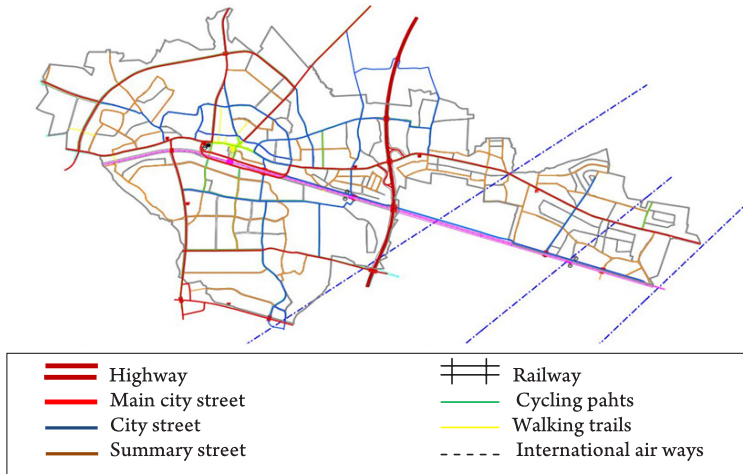 Highway
Main city street
City street
Summary street
Railway
Cycling pahts
Walking trails
International air ways